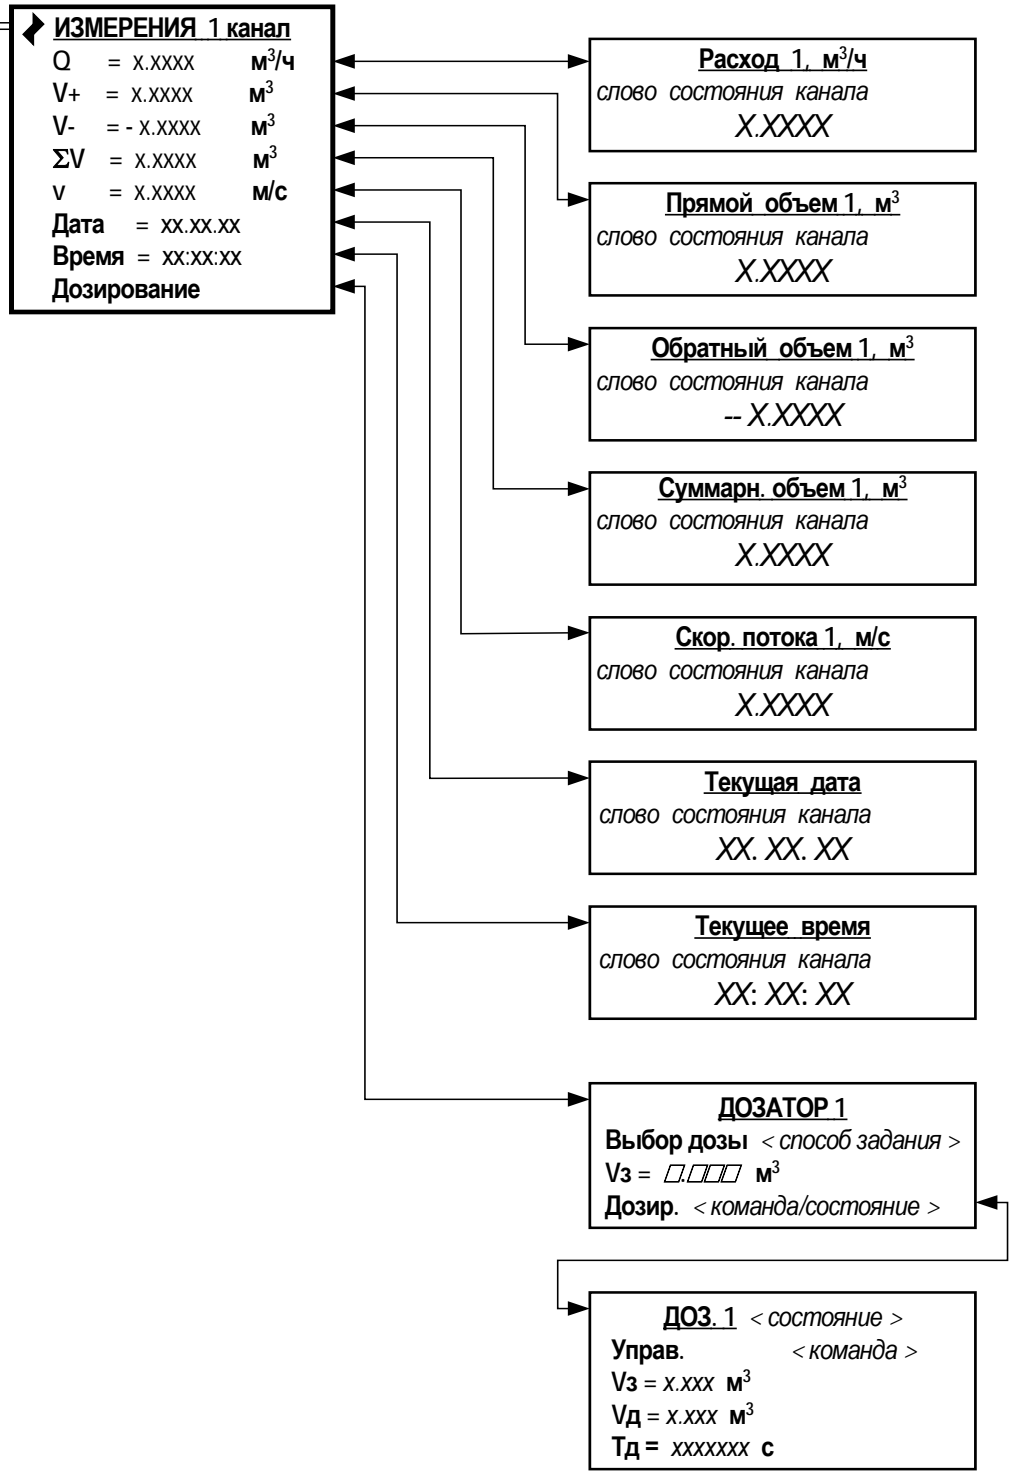 ИЗМЕРЕНИЯ 1 канал
Q = x.xxxx м³/ч
V+ = x.xxxx м³
V- = - x.xxxx м³
ΣV = x.xxxx м³
v = x.xxxx м/с
Дата = xx.xx.xx
Время = xx:xx:xx
Дозирование
Расход 1, м³/ч
слово состояния канала
X.XXXX
Прямой объем 1, м³
слово состояния канала
X.XXXX
Обратный объем 1, м³
слово состояния канала
-- X.XXXX
Суммарн. объем 1, м³
слово состояния канала
X.XXXX
Скор. потока 1, м/с
слово состояния канала
X.XXXX
Текущая дата
слово состояния канала
XX. XX. XX
Текущее время
слово состояния канала
XX: XX: XX
ДОЗАТОР 1
Выбор дозы < способ задания >
Vз = ▱.▱▱▱ м³
Дозир. < команда/состояние >
ДОЗ. 1 < состояние >
Управ. < команда >
Vз = x.xxx м³
Vд = x.xxx м³
Тд = xxxxxxx с